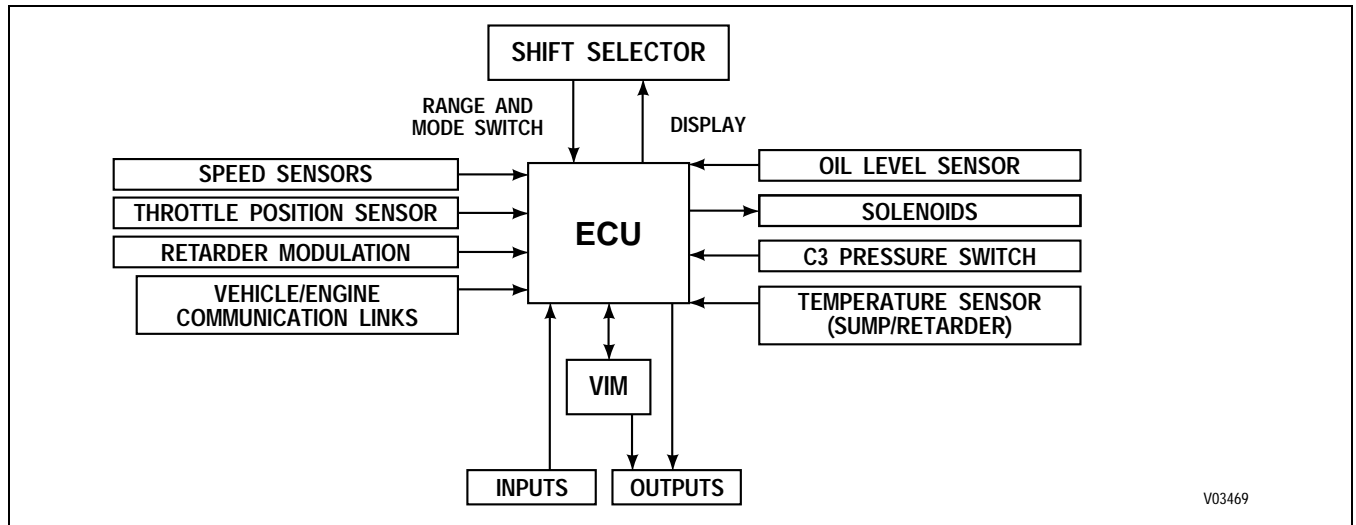 SHIFT SELECTOR
RANGE AND
MODE SWITCH
DISPLAY
SPEED SENSORS
THROTTLE POSITION SENSOR
RETARDER MODULATION
VEHICLE/ENGINE
COMMUNICATION LINKS
ECU
OIL LEVEL SENSOR
SOLENOIDS
C3 PRESSURE SWITCH
TEMPERATURE SENSOR
(SUMP/RETARDER)
VIM
INPUTS
OUTPUTS
V03469